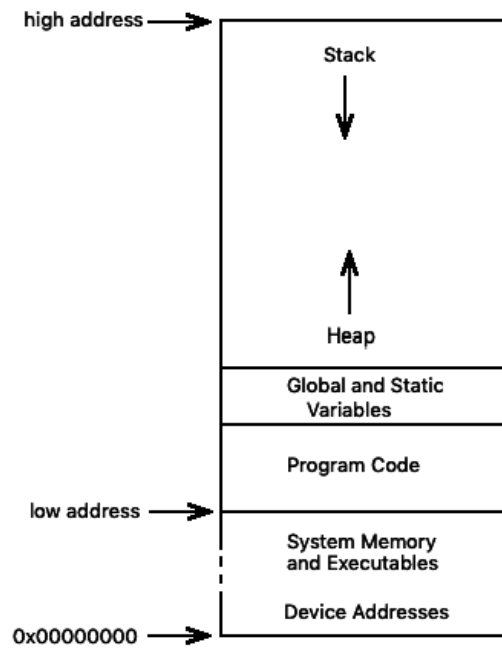 high address
Stack
Heap
Global and Static
Variables
Program Code
low address
System Memory
and Executables
Device Addresses
0x00000000